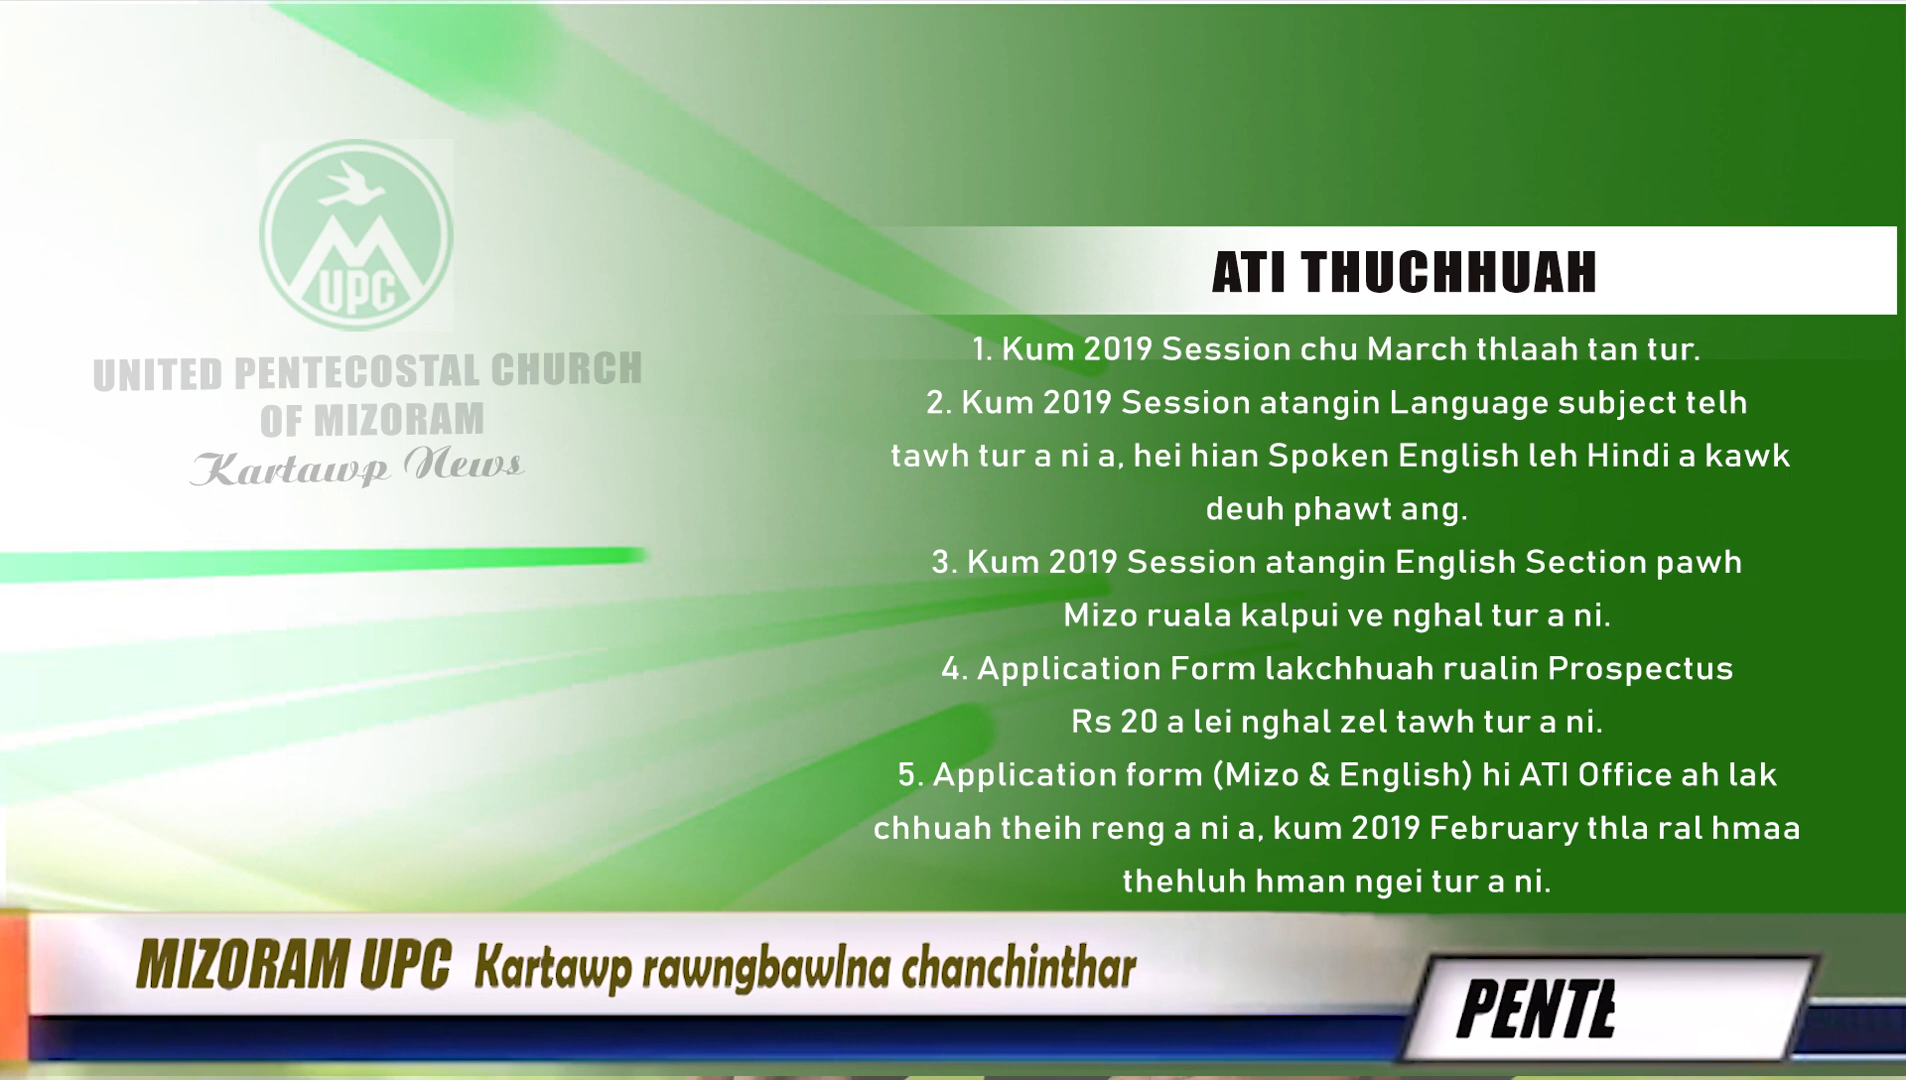 UPC
UNITED PENTECOSTAL CHURCH
OF MIZORAM
Kartawp News
ATI THUCHHUAH
1. Kum 2019 Session chu March thlaah tan tur.
2. Kum 2019 Session atangin Language subject telh
tawh tur a ni a, hei hian Spoken English leh Hindi a kawk
deuh phawt ang.
3. Kum 2019 Session atangin English Section pawh
Mizo ruala kalpui ve nghal tur a ni.
4. Application Form lakchhuah rualin Prospectus
Rs 20 a lei nghal zel tawh tur a ni.
5. Application form (Mizo & English) hi ATI Office ah lak
chhuah theih reng a ni a, kum 2019 February thla ral hmaa
thehluh hman ngei tur a ni.
MIZORAM UPC Kartawp rawngbawlna chanchinthar
PENTE